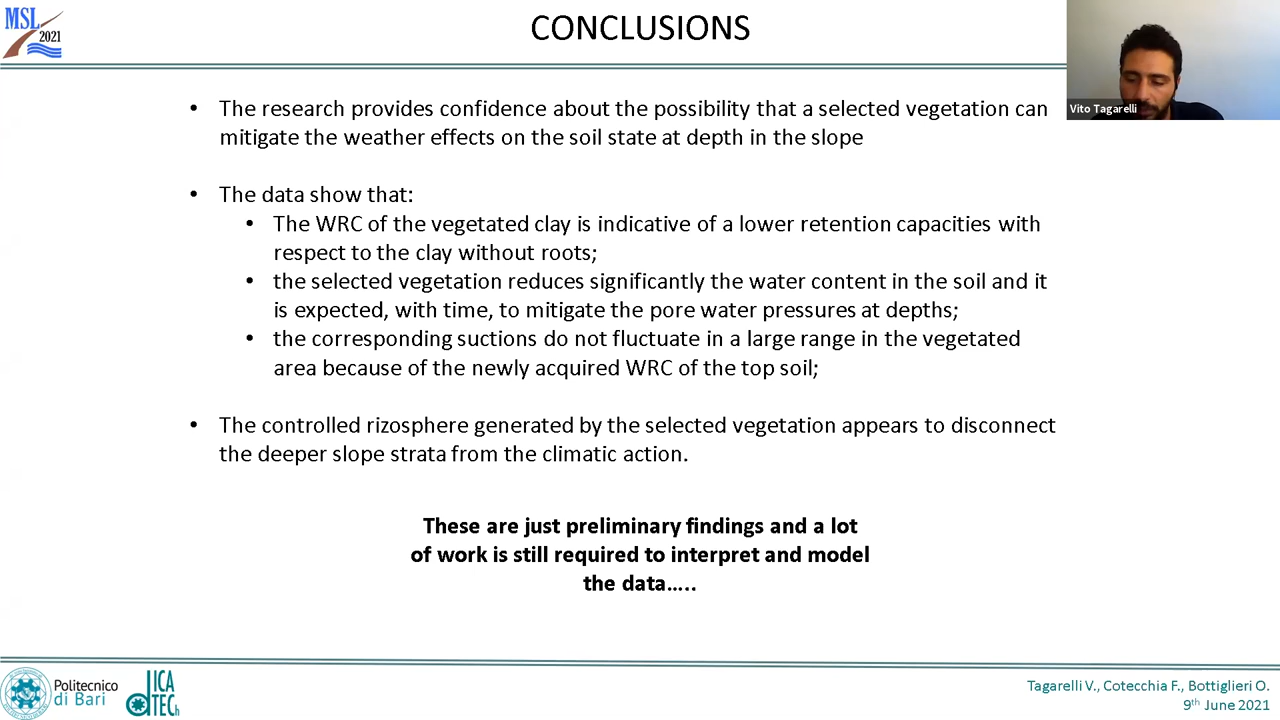 MSL
2021
CONCLUSIONS
Vito Tagarelli
• The research provides confidence about the possibility that a selected vegetation can
mitigate the weather effects on the soil state at depth in the slope
• The data show that:
• The WRC of the vegetated clay is indicative of a lower retention capacities with
respect to the clay without roots;
• the selected vegetation reduces significantly the water content in the soil and it
is expected, with time, to mitigate the pore water pressures at depths;
• the corresponding suctions do not fluctuate in a large range in the vegetated
area because of the newly acquired WRC of the top soil;
• The controlled rizosphere generated by the selected vegetation appears to disconnect
the deeper slope strata from the climatic action.
These are just preliminary findings and a lot
of work is still required to interpret and model
the data…..
Politecnico
di Bari
DICA
TECh
Tagarelli V., Cotecchia F., Bottiglieri O.
9th June 2021